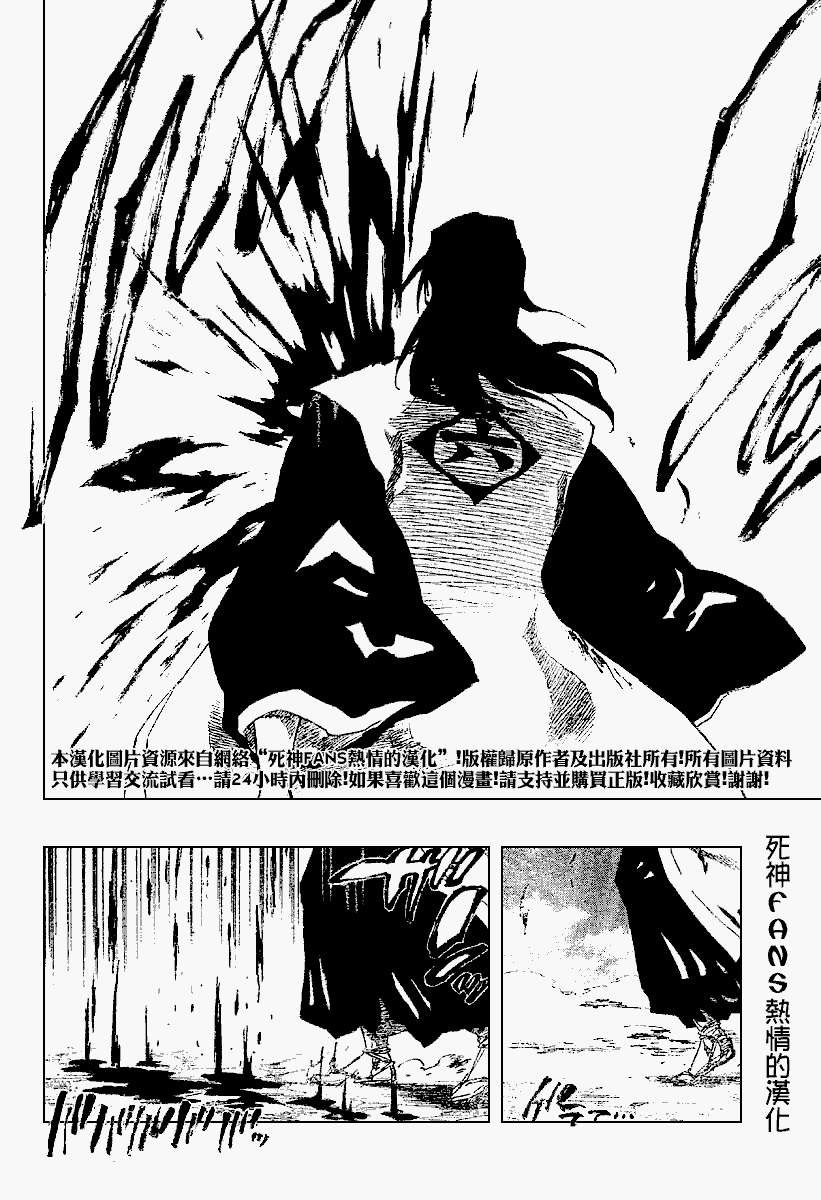 六
本漢化圖片資源來自網絡“死神FANS熱情的漢化”!版權歸原作者及出版社所有!所有圖片資料
只供學習交流試看…請24小時內刪除!如果喜歡這個漫畫!請支持並購買正版!收藏欣賞!謝謝!
死神FANS熱情的漢化